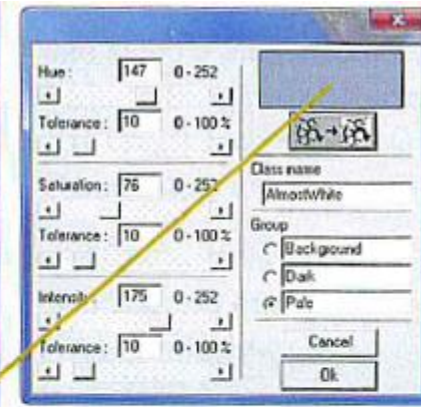 Hue : 147 0 - 252
Tolerance : 10 0 - 100 %
Saturation : 76 0 - 252
Tolerance : 10 0 - 100 %
Intensity : 175 0 - 252
Tolerance : 10 0 - 100 %
Class name
AlmostWhite
Group
Background
Dark
Pale
Cancel
Ok